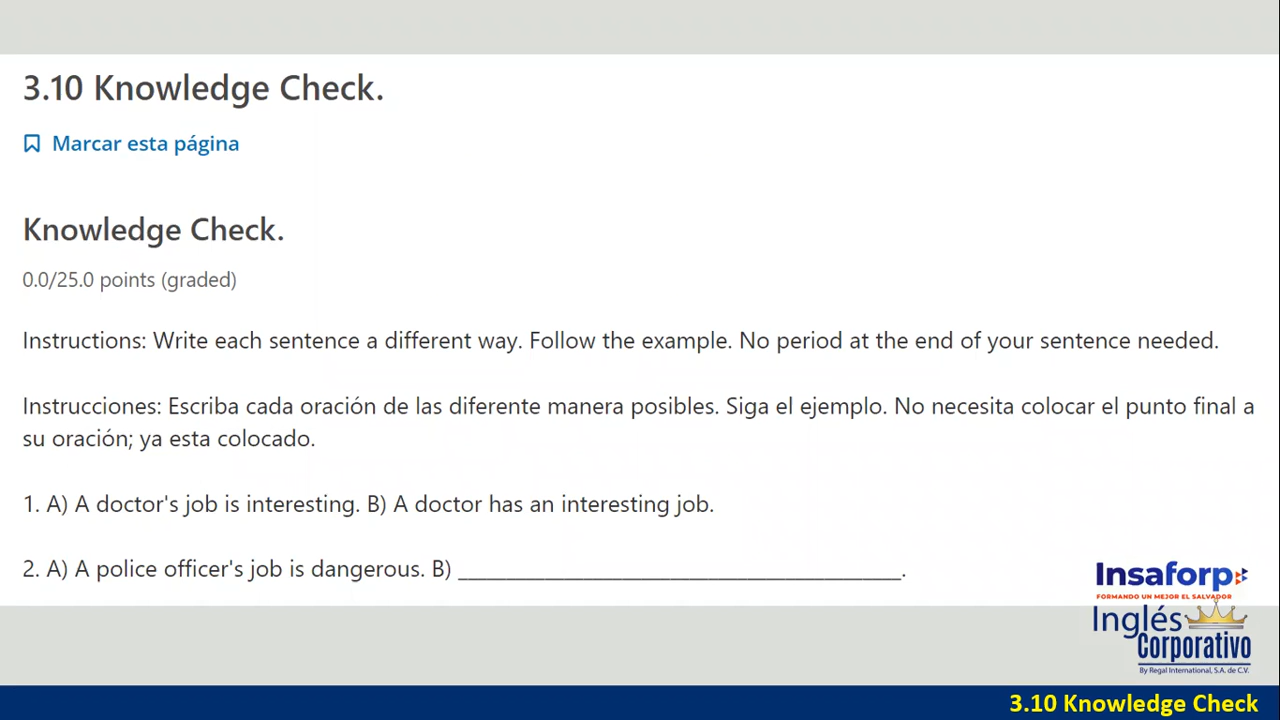 3.10 Knowledge Check.
Marcar esta página
Knowledge Check.
0.0/25.0 points (graded)
Instructions: Write each sentence a different way. Follow the example. No period at the end of your sentence needed.
Instrucciones: Escriba cada oración de las diferente manera posibles. Siga el ejemplo. No necesita colocar el punto final a
su oración; ya esta colocado.
1. A) A doctor's job is interesting. B) A doctor has an interesting job.
2. A) A police officer's job is dangerous. B) ______________________________________.
Insaforp
FORMANDO UN MEJOR EL SALVADOR
Inglés
Corporativo
By Regal International, S.A. de C.V.
3.10 Knowledge Check